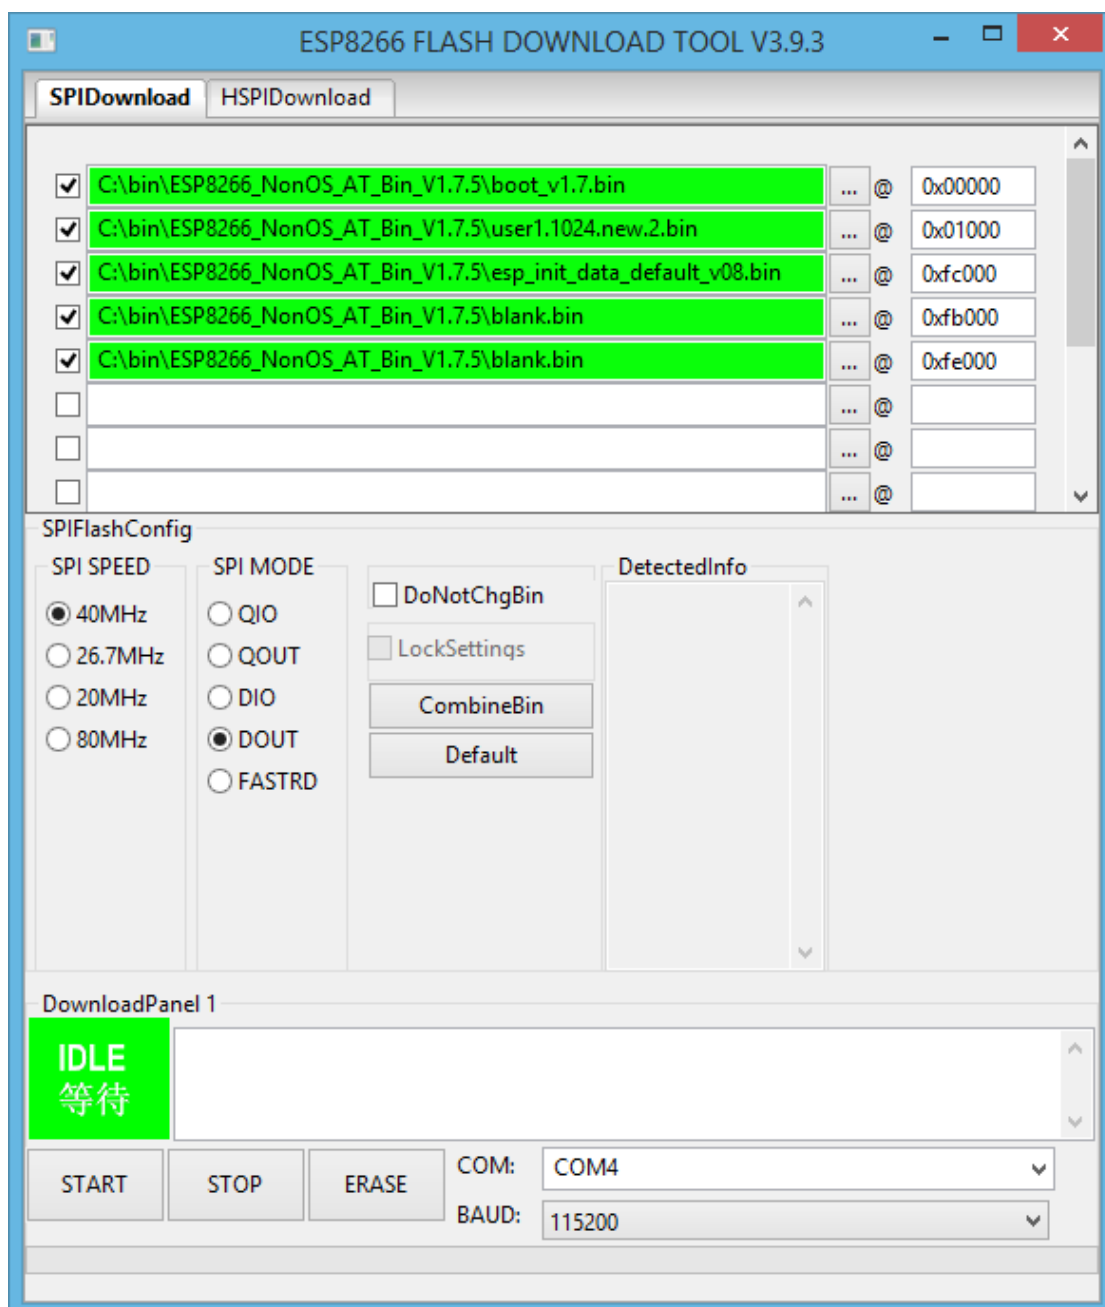 ESP8266 FLASH DOWNLOAD TOOL V3.9.3
SPIDownload HSPIDownload
C:\bin\ESP8266_NonOS_AT_Bin_V1.7.5\boot_v1.7.bin ... @ 0x00000
C:\bin\ESP8266_NonOS_AT_Bin_V1.7.5\user1.1024.new.2.bin ... @ 0x01000
C:\bin\ESP8266_NonOS_AT_Bin_V1.7.5\esp_init_data_default_v08.bin ... @ 0xfc000
C:\bin\ESP8266_NonOS_AT_Bin_V1.7.5\blank.bin ... @ 0xfb000
C:\bin\ESP8266_NonOS_AT_Bin_V1.7.5\blank.bin ... @ 0xfe000
... @
... @
... @
SPIFlashConfig
SPI SPEED
40MHz
26.7MHz
20MHz
80MHz
SPI MODE
QIO
QOUT
DIO
DOUT
FASTRD
DoNotChgBin
LockSettings
CombineBin
Default
DetectedInfo
DownloadPanel 1
IDLE
等待
START STOP ERASE
COM: COM4
BAUD: 115200